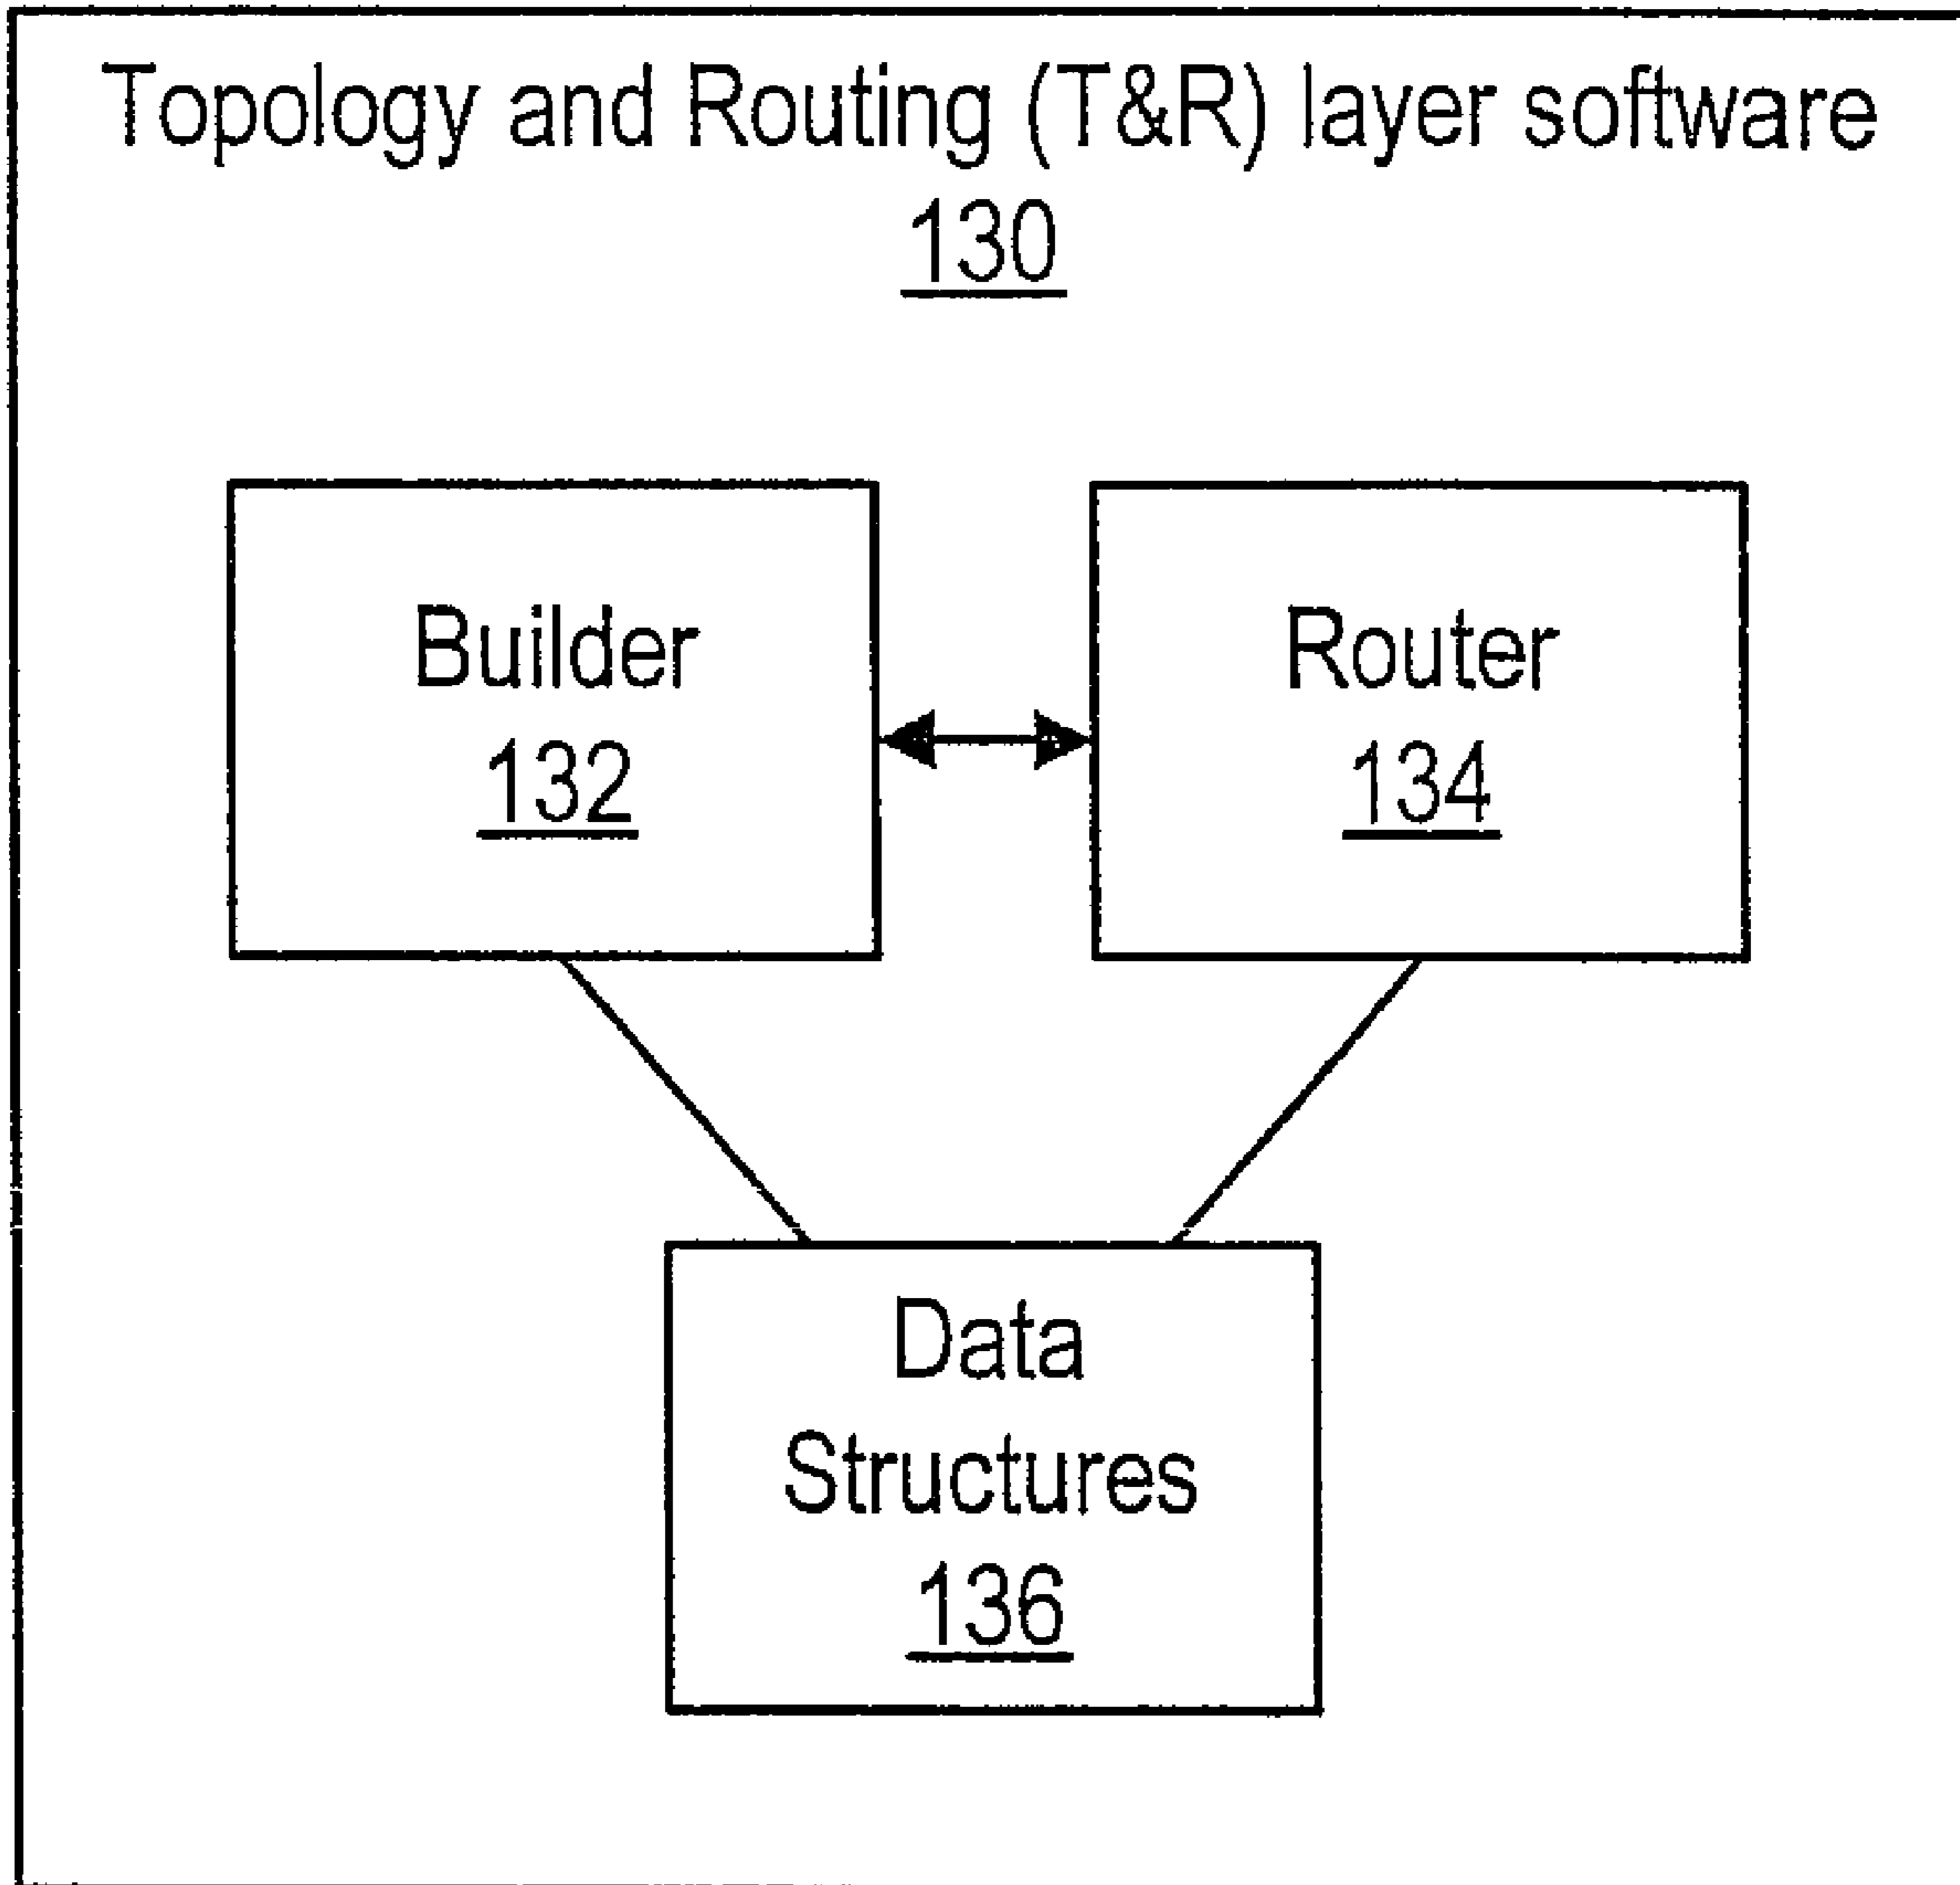 Topology and Routing (T&R) layer software
130
Builder
132
Router
134
Data
Structures
136